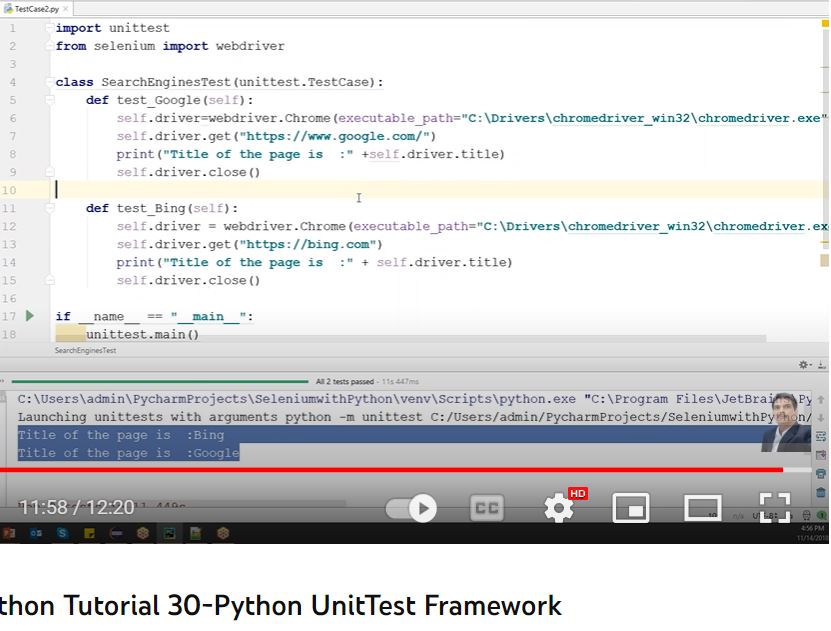 TestCase2.py
1 import unittest
2 from selenium import webdriver
3
4 class SearchEnginesTest(unittest.TestCase):
5 def test_Google(self):
6 self.driver=webdriver.Chrome(executable_path="C:\Drivers\chromedriver_win32\chromedriver.exe"
7 self.driver.get("https://www.google.com/")
8 print("Title of the page is :" +self.driver.title)
9 self.driver.close()
10
11 def test_Bing(self):
12 self.driver = webdriver.Chrome(executable_path="C:\Drivers\chromedriver_win32\chromedriver.ex
13 self.driver.get("https://bing.com")
14 print("Title of the page is :" + self.driver.title)
15 self.driver.close()
16
17 if __name__ == "__main__":
18 unittest.main()
SearchEnginesTest
All 2 tests passed - 11s 447ms
C:\Users\admin\PycharmProjects\SeleniumwithPython\venv\Scripts\python.exe "C:\Program Files\JetBrain
Launching unittests with arguments python -m unittest C:/Users/admin/PycharmProjects/SeleniumwithPython/
Title of the page is :Bing
Title of the page is :Google
11:58 / 12:20
CC
HD
4:56 PM
11/14/2018
thon Tutorial 30-Python UnitTest Framework